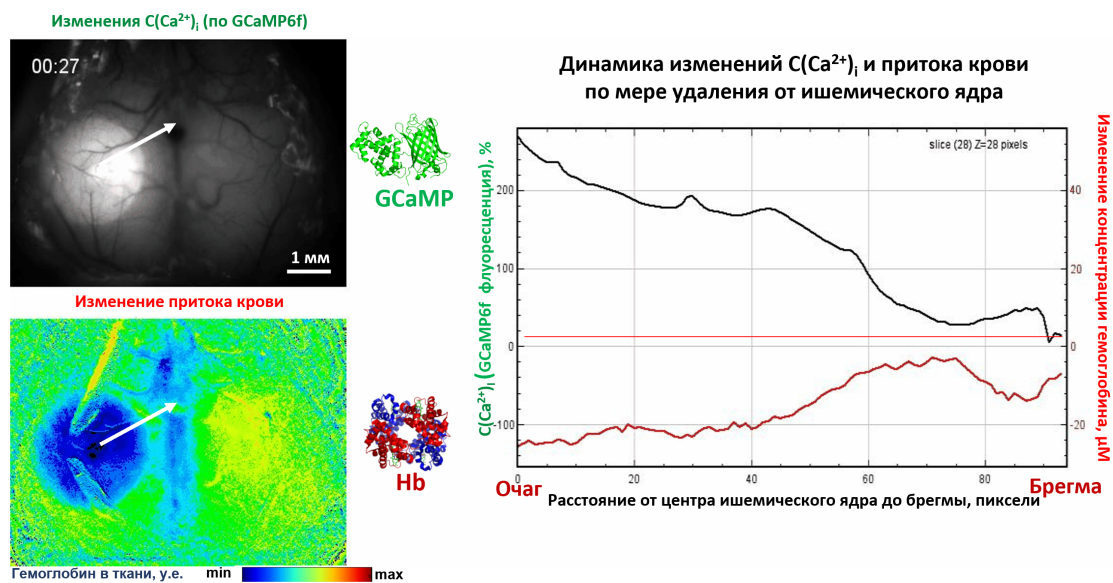 Изменения C(Ca²⁺)ᵢ (по GCaMP6f)
00:27
1 мм
GCaMP
Изменение притока крови
Hb
Гемоглобин в ткани, у.е.
min
max
Динамика изменений C(Ca²⁺)ᵢ и притока крови
по мере удаления от ишемического ядра
slice (28) Z=28 pixels
C(Ca²⁺)ᵢ (GCaMP6f флуоресценция), %
200
100
0
-100
40
20
0
-20
Изменение концентрации гемоглобина, µM
0
20
40
60
80
Очаг
Расстояние от центра ишемического ядра до брегмы, пиксели
Брегма